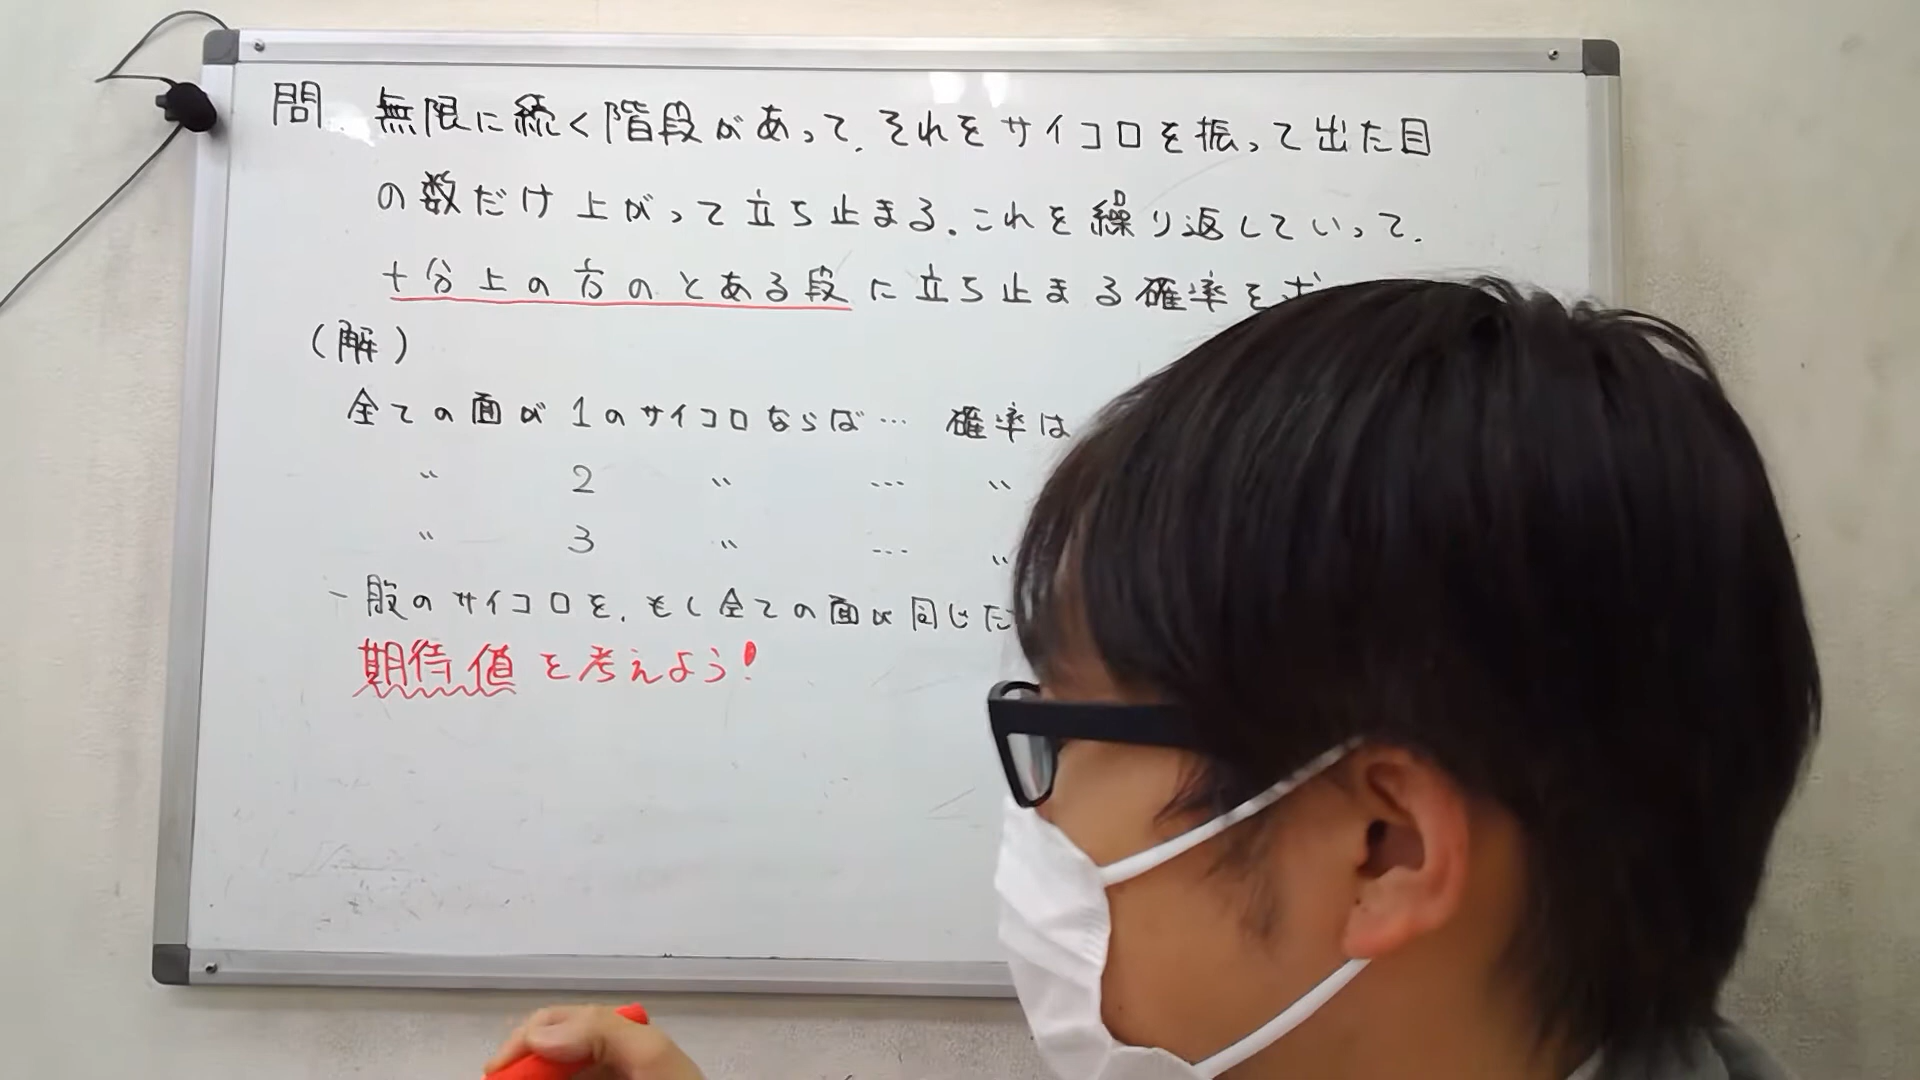 問. 無限に続く階段があって、それをサイコロを振って出た目
の数だけ上がって立ち止まる。これを繰り返していって、
十分上の方のとある段に立ち止まる確率を求
(解)
全ての面が1のサイコロならば… 確率は
〃 2 〃 … 〃
〃 3 〃 … 〃
一般のサイコロを、もし全ての面が同じだ
期待値を考えよう!